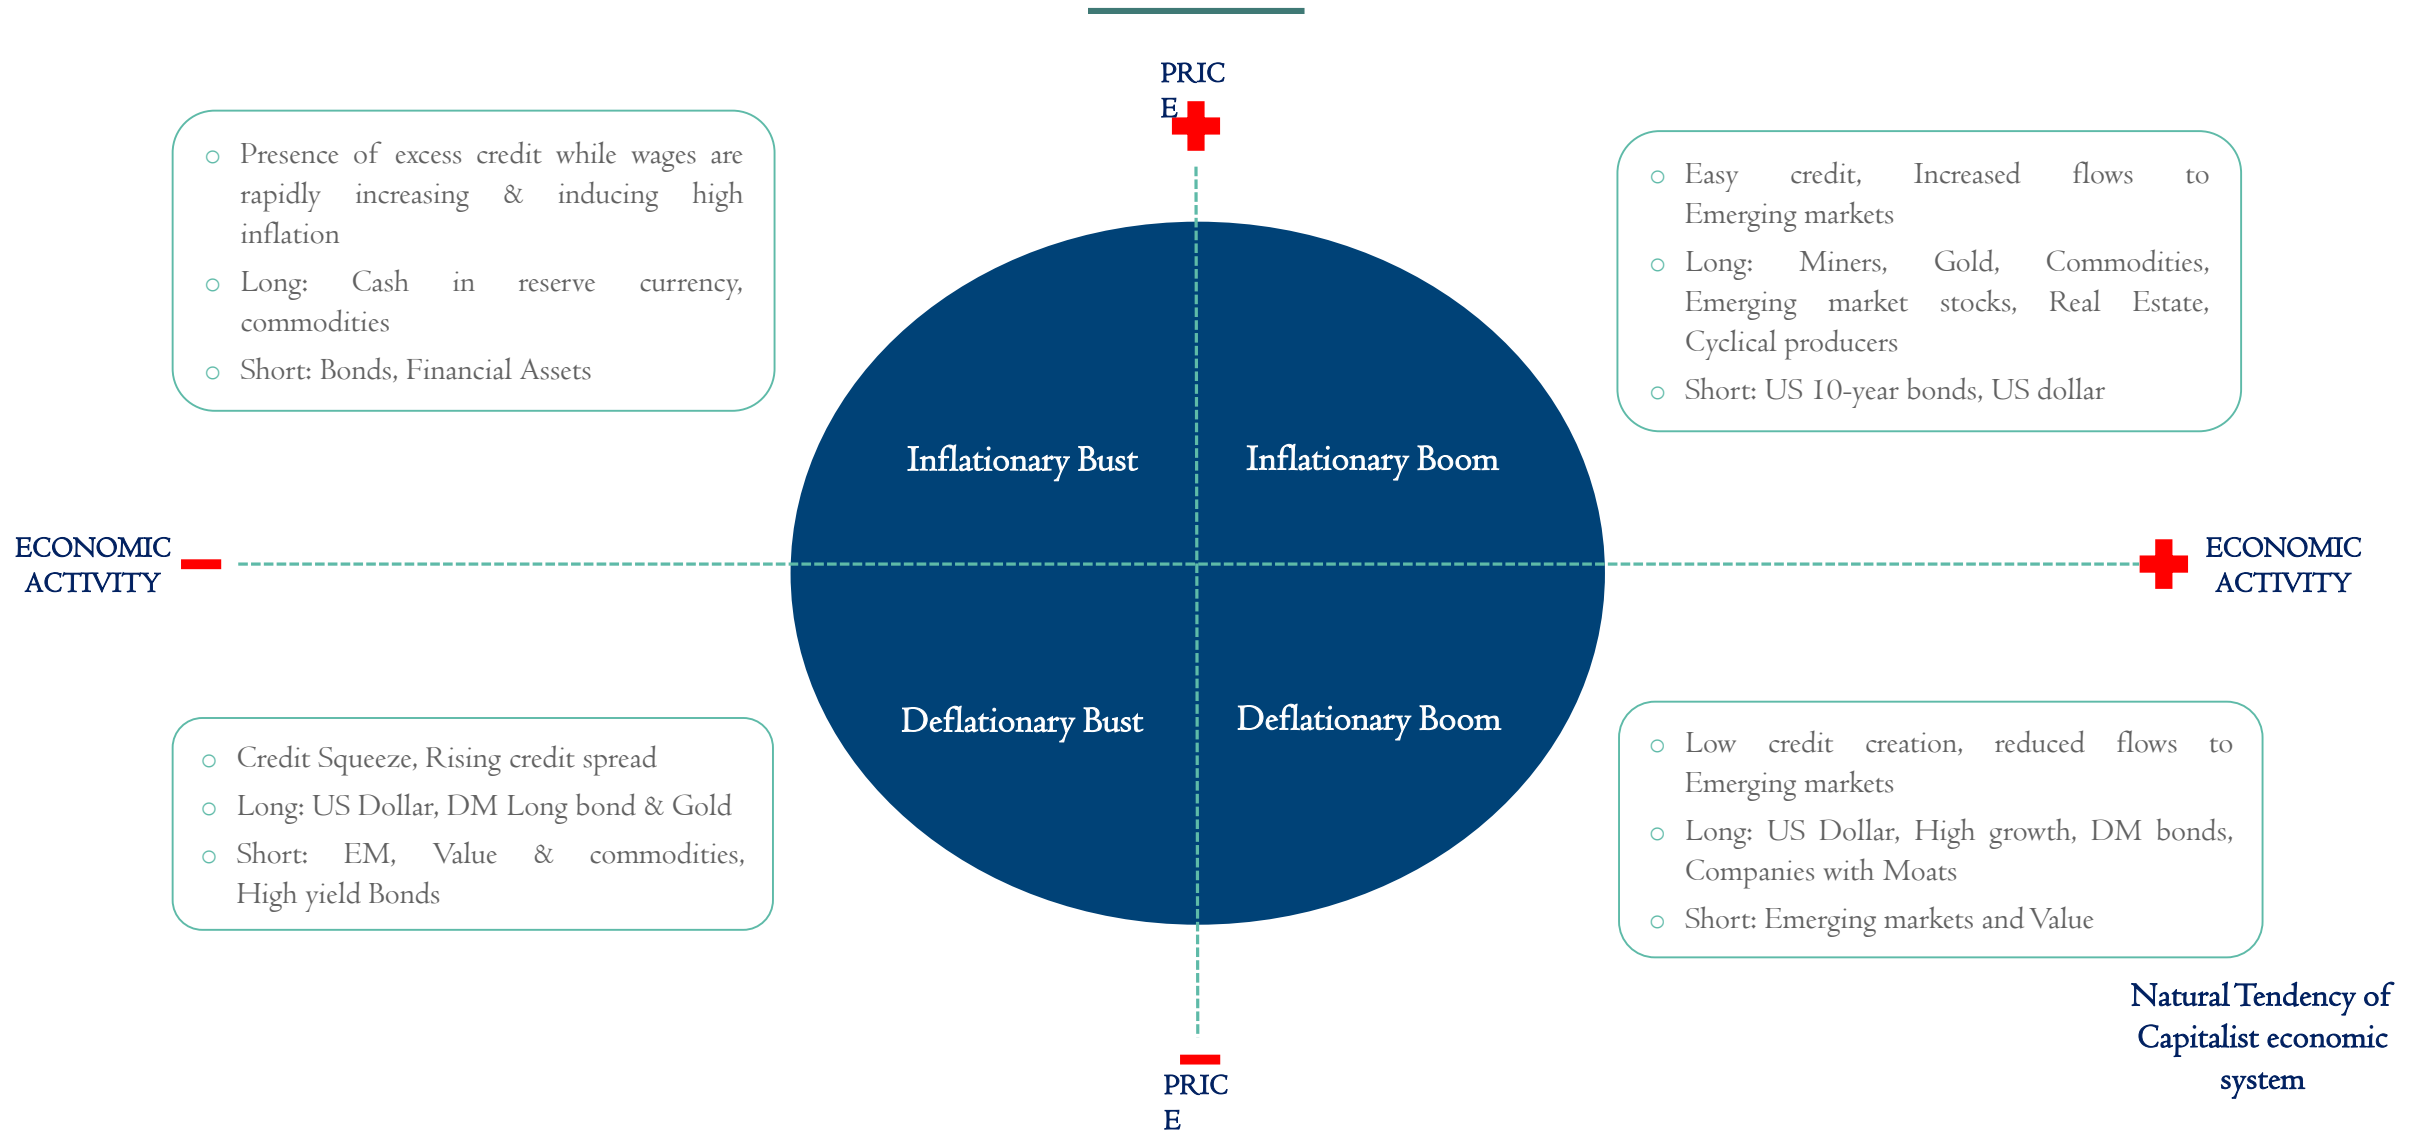 PRIC
E
Presence of excess credit while wages are
rapidly increasing & inducing high
inflation
Long: Cash in reserve currency,
commodities
Short: Bonds, Financial Assets
Easy credit, Increased flows to
Emerging markets
Long: Miners, Gold, Commodities,
Emerging market stocks, Real Estate,
Cyclical producers
Short: US 10-year bonds, US dollar
Inflationary Bust
Inflationary Boom
ECONOMIC
ACTIVITY
ECONOMIC
ACTIVITY
Deflationary Bust
Deflationary Boom
Credit Squeeze, Rising credit spread
Long: US Dollar, DM Long bond & Gold
Short: EM, Value & commodities,
High yield Bonds
Low credit creation, reduced flows to
Emerging markets
Long: US Dollar, High growth, DM bonds,
Companies with Moats
Short: Emerging markets and Value
Natural Tendency of
Capitalist economic
system
PRIC
E